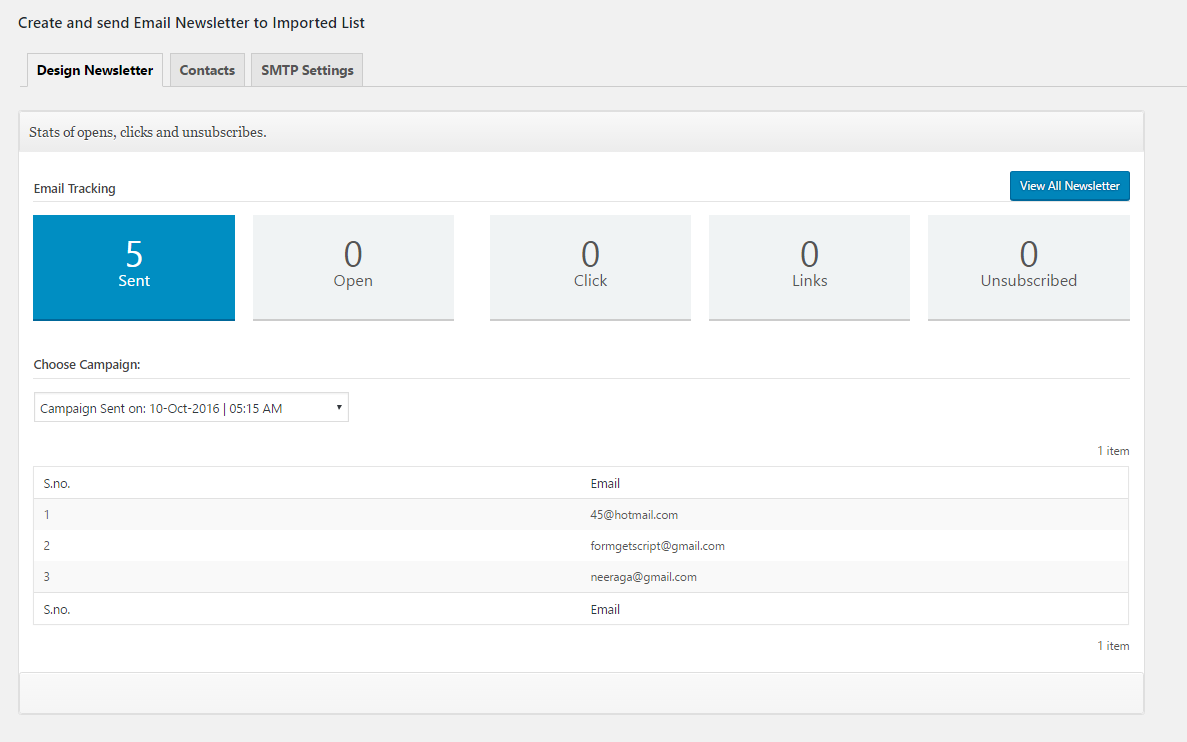 Create and send Email Newsletter to Imported List
Design Newsletter Contacts SMTP Settings
Stats of opens, clicks and unsubscribes.
Email Tracking View All Newsletter
5 0 0 0 0
Sent Open Click Links Unsubscribed
Choose Campaign:
Campaign Sent on: 10-Oct-2016 | 05:15 AM
1 item
S.no. Email
1 45@hotmail.com
2 formgetscript@gmail.com
3 neeraga@gmail.com
S.no. Email
1 item